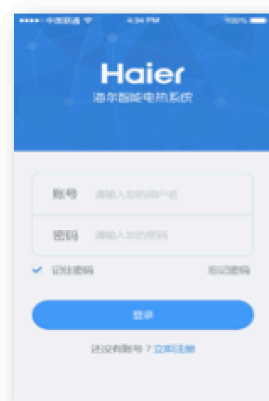 中国联通 4:34 PM 100%
Haier
海尔智能电热系统
账号 请输入您的用户名
密码 请输入您的密码
记住密码 忘记密码
登录
还没有账号？立即注册